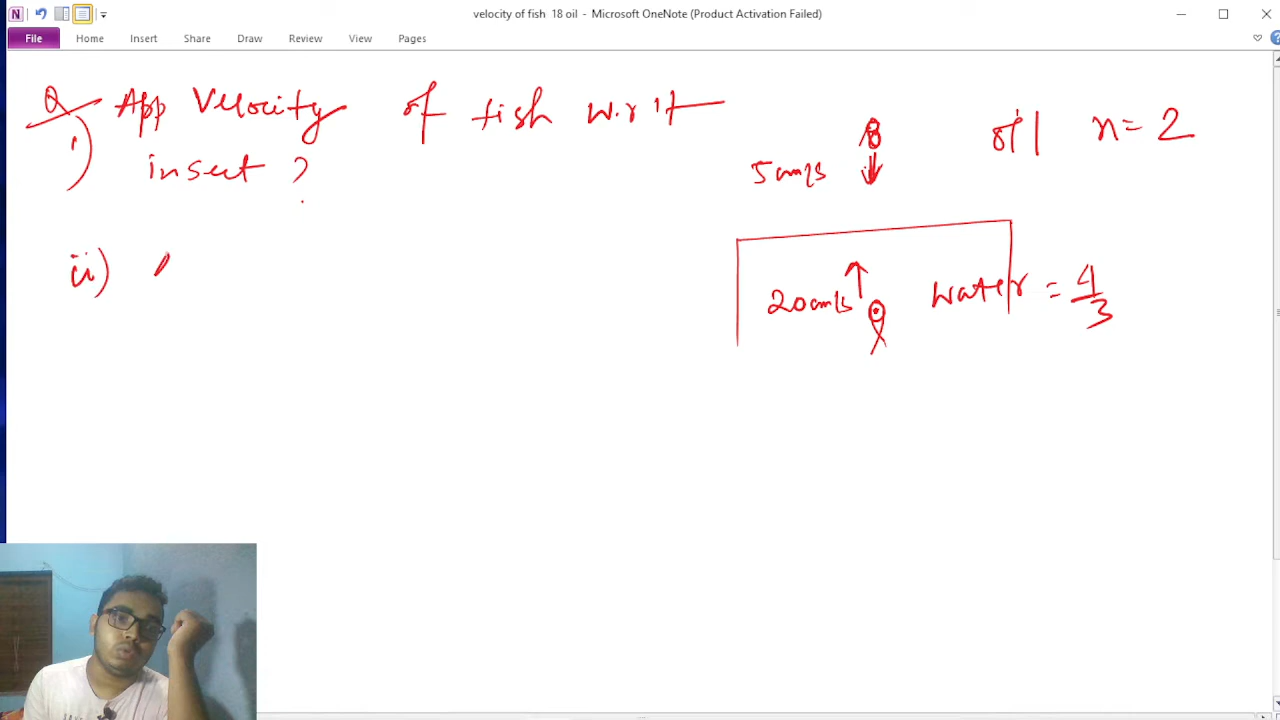 velocity of fish 18 oil - Microsoft OneNote (Product Activation Failed)
File Home Insert Share Draw Review View Pages
Q App Velocity of fish w.r't
i) insect ?
ii)
5cm/s
oil n= 2
20cm/s
water = 4/3